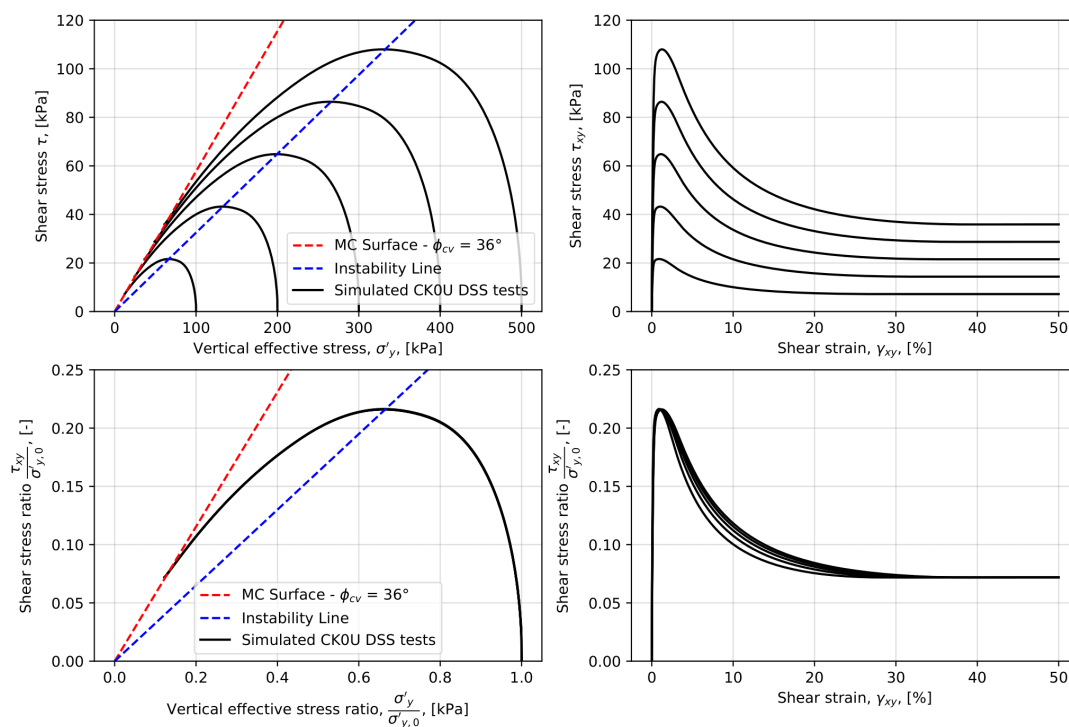 120
100
80
60
40
20
0
Shear stress τ, [kPa]
MC Surface - ϕcv = 36°
Instability Line
Simulated CK0U DSS tests
0 100 200 300 400 500
Vertical effective stress, σ′y, [kPa]
120
100
80
60
40
20
0
Shear stress τxy, [kPa]
0 10 20 30 40 50
Shear strain, γxy, [%]
0.25
0.20
0.15
0.10
0.05
0.00
Shear stress ratio τxy/σ′y,0, [-]
MC Surface - ϕcv = 36°
Instability Line
Simulated CK0U DSS tests
0.0 0.2 0.4 0.6 0.8 1.0
Vertical effective stress ratio, σ′y/σ′y,0, [kPa]
0.25
0.20
0.15
0.10
0.05
0.00
Shear stress ratio τxy/σ′y,0, [-]
0 10 20 30 40 50
Shear strain, γxy, [%]